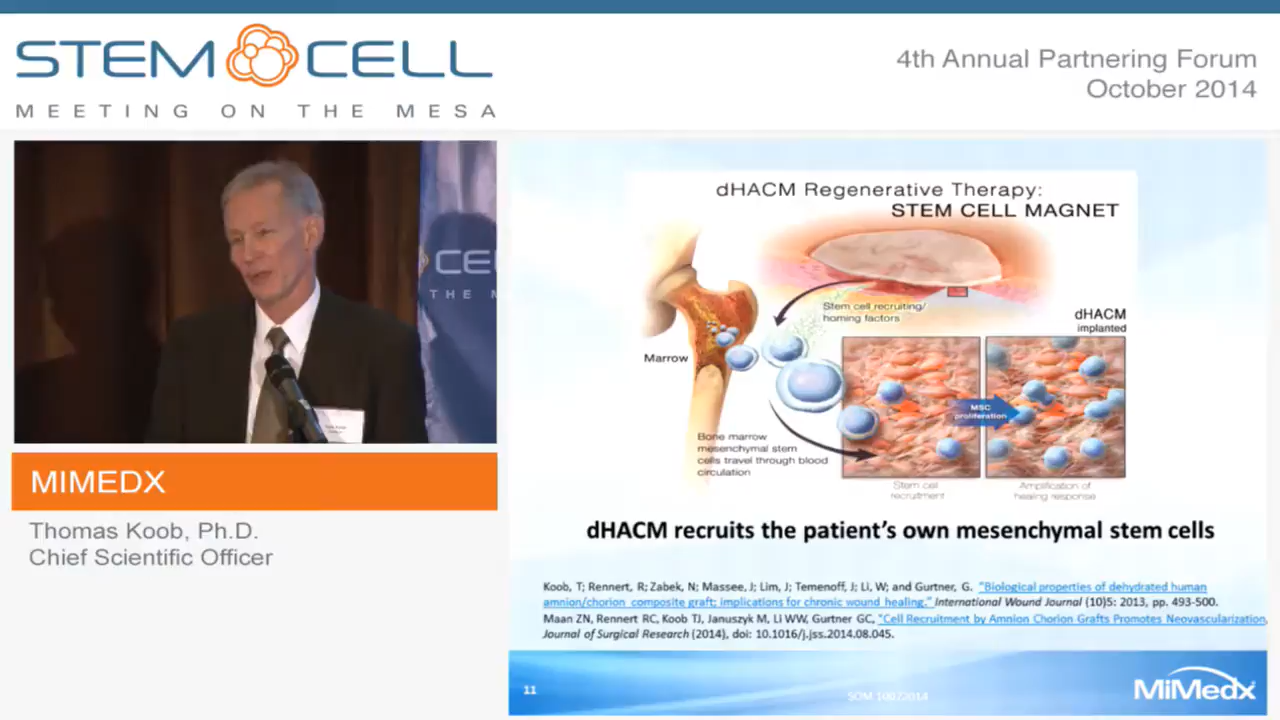 STEM CELL
MEETING ON THE MESA
4th Annual Partnering Forum
October 2014
CE
THE M
MIMEDX
Thomas Koob, Ph.D.
Chief Scientific Officer
dHACM Regenerative Therapy:
STEM CELL MAGNET
Stem cell recruiting/
homing factors
dHACM
implanted
Marrow
MSC
proliferation
Bone marrow
mesenchymal stem
cells travel through blood
circulation
Stem cell
recruitment
Amplification of
healing response
dHACM recruits the patient's own mesenchymal stem cells
Koob, T; Rennert, R; Zabek, N; Massee, J; Lim, J; Temenoff, J; Li, W; and Gurtner, G. "Biological properties of dehydrated human
amnion/chorion composite graft; implications for chronic wound healing." International Wound Journal (10)5: 2013, pp. 493-500.
Maan ZN, Rennert RC, Koob TJ, Januszyk M, Li WW, Gurtner GC, "Cell Recruitment by Amnion Chorion Grafts Promotes Neovascularization,
Journal of Surgical Research (2014), doi: 10.1016/j.jss.2014.08.045.
11
MiMedx